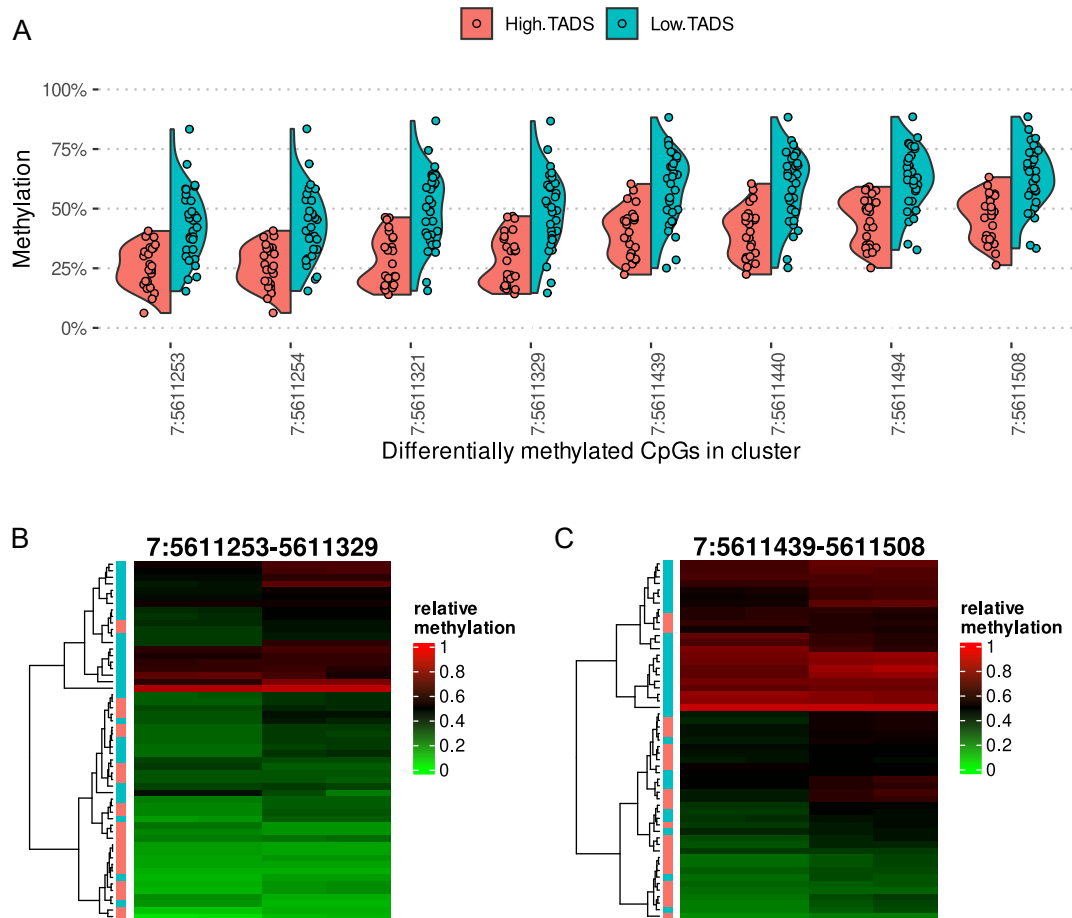 A
High.TADS
Low.TADS
Methylation
100%
75%
50%
25%
0%
7:5611253
7:5611254
7:5611321
7:5611329
7:5611439
7:5611440
7:5611494
7:5611508
Differentially methylated CpGs in cluster
B
7:5611253-5611329
relative
methylation
1
0.8
0.6
0.4
0.2
0
C
7:5611439-5611508
relative
methylation
1
0.8
0.6
0.4
0.2
0